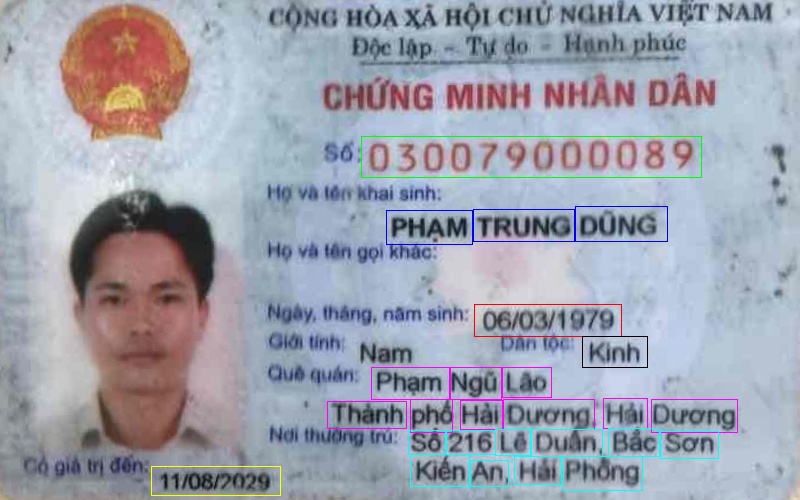 CỘNG HÒA XÃ HỘI CHỦ NGHĨA VIỆT NAM
Độc lập - Tự do - Hạnh phúc
CHỨNG MINH NHÂN DÂN
Số: 030079000089
Họ và tên khai sinh:
PHẠM TRUNG DŨNG
Họ và tên gọi khác:
Ngày, tháng, năm sinh: 06/03/1979
Giới tính: Nam Dân tộc: Kinh
Quê quán: Phạm Ngũ Lão
Thành phố Hải Dương, Hải Dương
Nơi thường trú: Số 216 Lê Duẩn, Bắc Sơn
Kiến An, Hải Phòng
Có giá trị đến: 11/08/2029